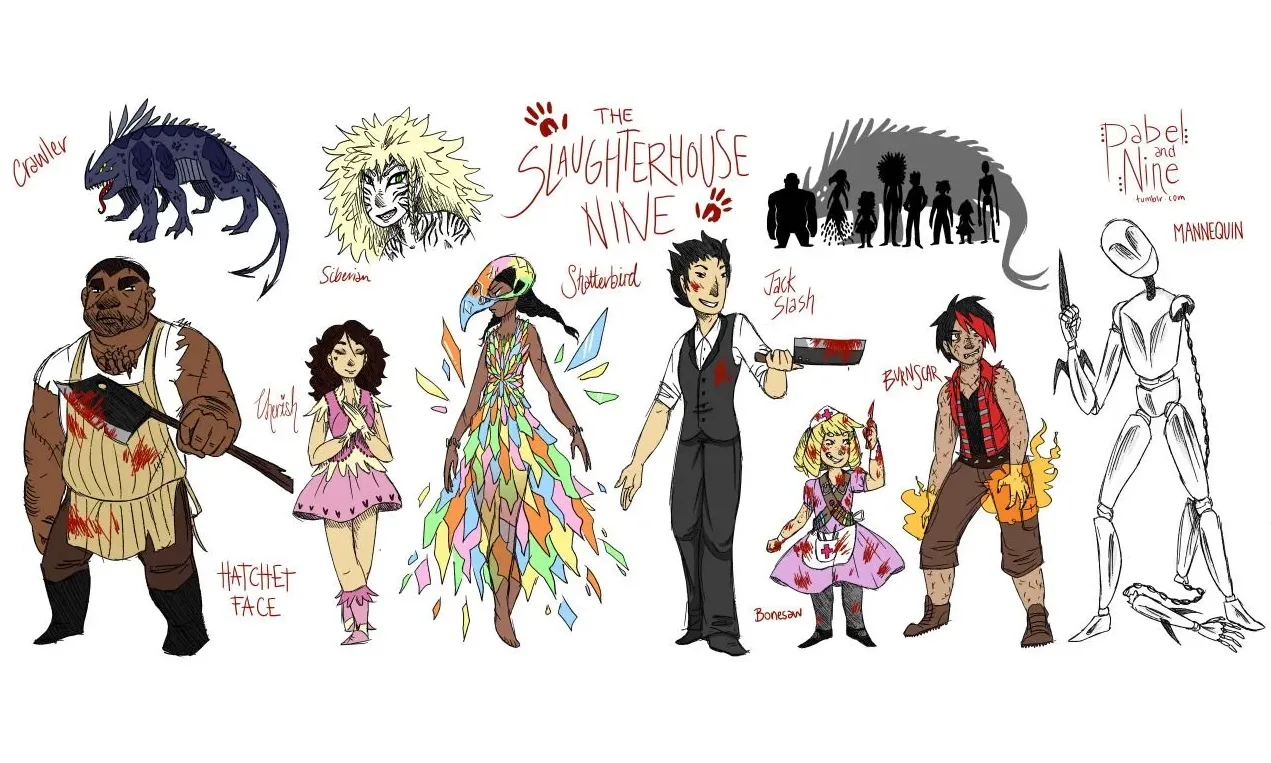 Crawler
Siberian
THE
SLAUGHTERHOUSE
NINE
Pabel
and
Nine
tumblr.com
MANNEQUIN
Shatterbird
Jack
Slash
Cherish
BURNSCAR
HATCHET
FACE
Bonesaw